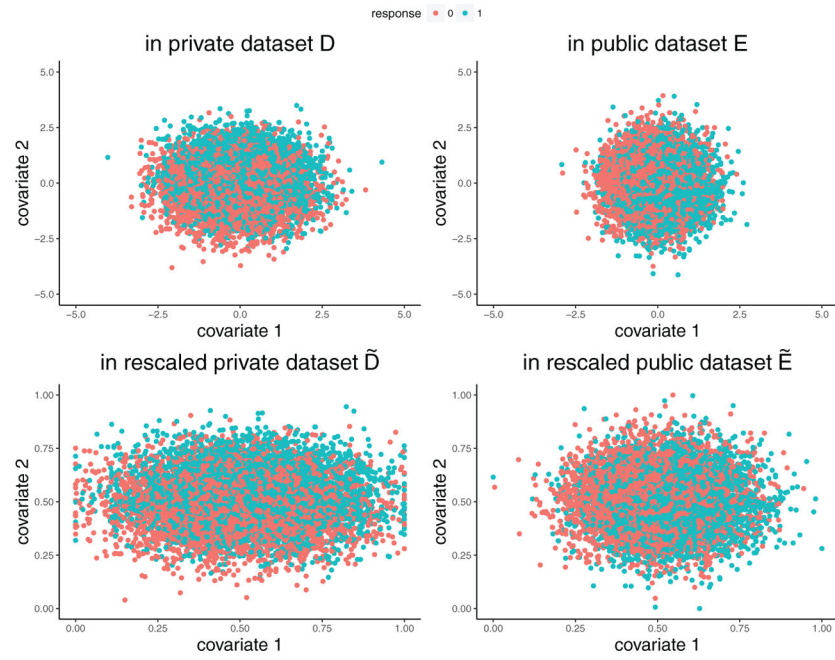 response 0 1
in private dataset D
in public dataset E
5.0 5.0
2.5 2.5
covariate 2 0.0 covariate 2 0.0
−2.5 −2.5
−5.0 −5.0
−5.0 −2.5 0.0 2.5 5.0 −5.0 −2.5 0.0 2.5 5.0
covariate 1 covariate 1
in rescaled private dataset D̃
in rescaled public dataset Ẽ
1.00 1.00
0.75 0.75
covariate 2 0.50 covariate 2 0.50
0.25 0.25
0.00 0.00
0.00 0.25 0.50 0.75 1.00 0.00 0.25 0.50 0.75 1.00
covariate 1 covariate 1